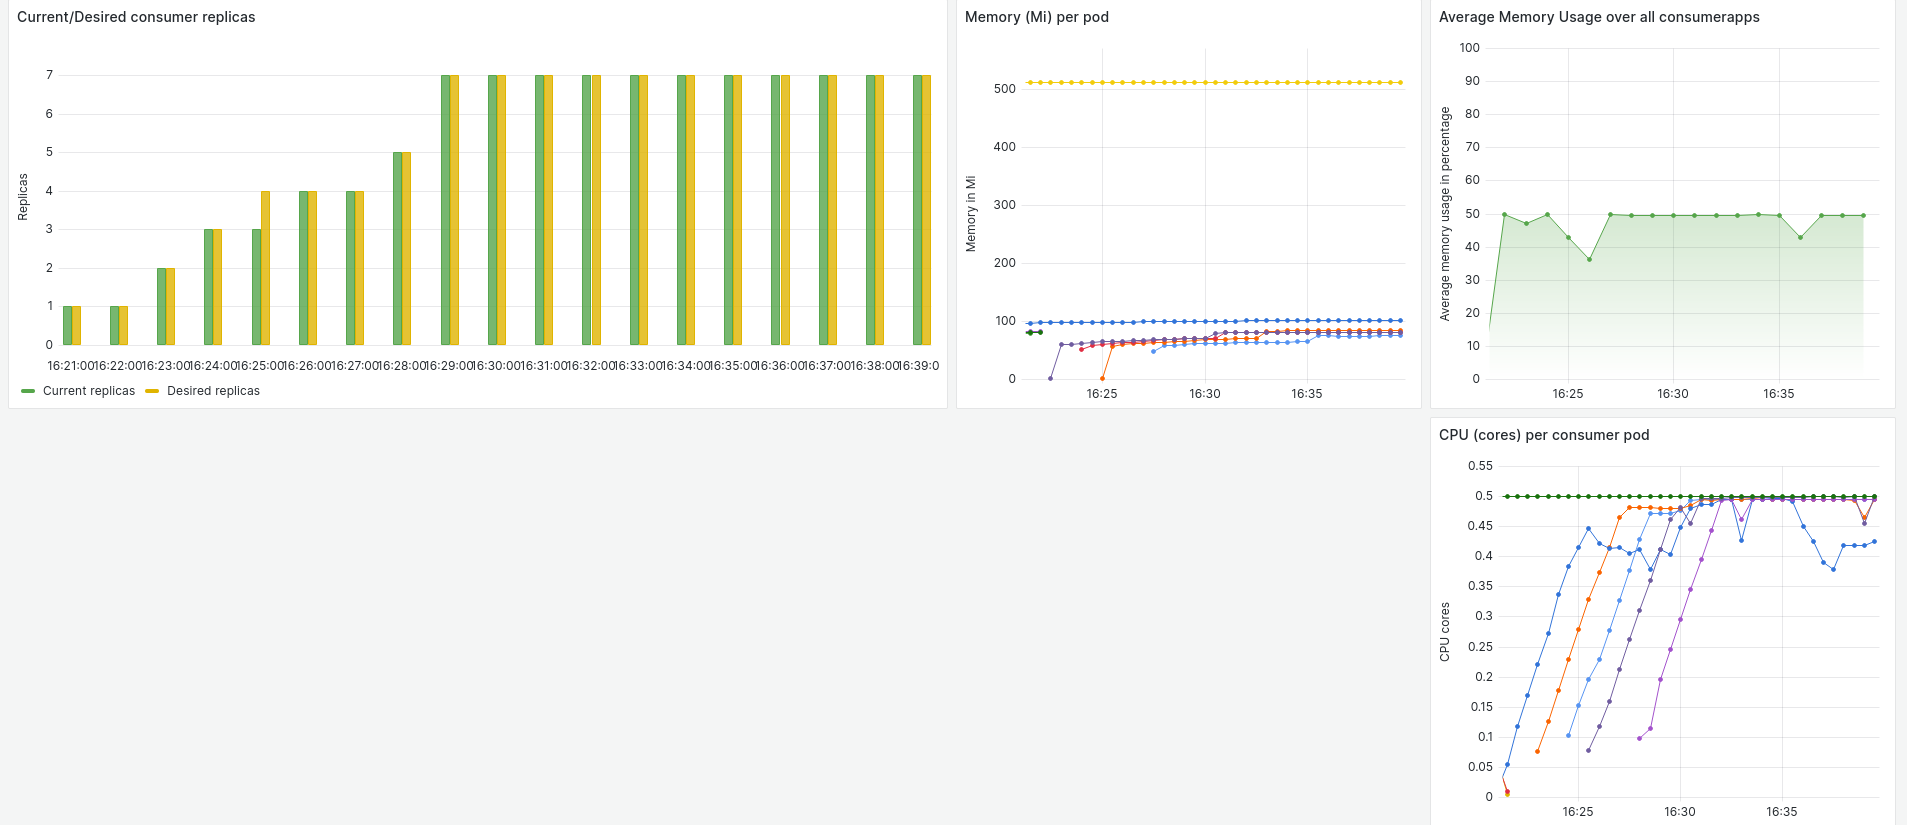 Current/Desired consumer replicas
7
6
5
4
3
2
1
0
Replicas
16:21:00 16:22:00 16:23:00 16:24:00 16:25:00 16:26:00 16:27:00 16:28:00 16:29:00 16:30:00 16:31:00 16:32:00 16:33:00 16:34:00 16:35:00 16:36:00 16:37:00 16:38:00 16:39:0
Current replicas Desired replicas
Memory (Mi) per pod
500
400
300
200
100
0
Memory in Mi
16:25 16:30 16:35
Average Memory Usage over all consumerapps
100
90
80
70
60
50
40
30
20
10
0
Average memory usage in percentage
16:25 16:30 16:35
CPU (cores) per consumer pod
0.55
0.5
0.45
0.4
0.35
0.3
0.25
0.2
0.15
0.1
0.05
0
CPU cores
16:25 16:30 16:35